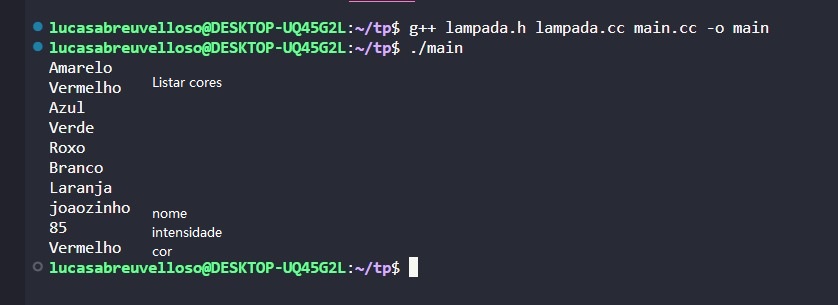 lucasabreuvelloso@DESKTOP-UQ45G2L:~/tp$ g++ lampada.h lampada.cc main.cc -o main
lucasabreuvelloso@DESKTOP-UQ45G2L:~/tp$ ./main
Amarelo
Vermelho
Listar cores
Azul
Verde
Roxo
Branco
Laranja
joaozinho nome
85 intensidade
Vermelho cor
lucasabreuvelloso@DESKTOP-UQ45G2L:~/tp$